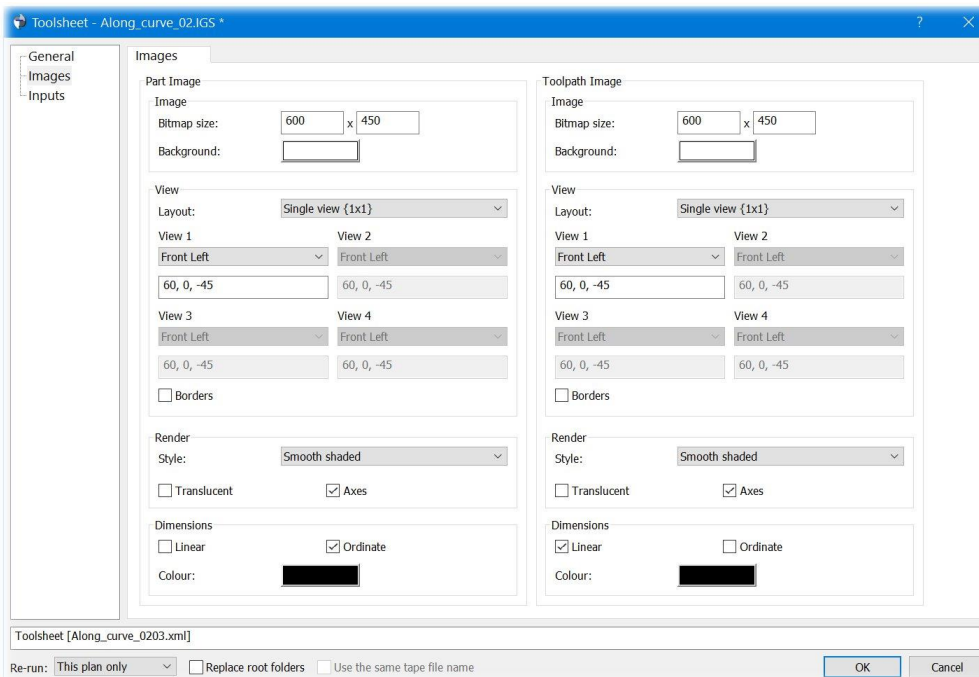 Toolsheet - Along_curve_02.IGS *
?
General
Images
Inputs
Images
Part Image
Image
Bitmap size:
600 x 450
Background:
View
Layout:
Single view {1x1}
View 1
View 2
Front Left
Front Left
60, 0, -45
60, 0, -45
View 3
View 4
Front Left
Front Left
60, 0, -45
60, 0, -45
Borders
Render
Style:
Smooth shaded
Translucent
Axes
Dimensions
Linear
Ordinate
Colour:
Toolpath Image
Image
Bitmap size:
600 x 450
Background:
View
Layout:
Single view {1x1}
View 1
View 2
Front Left
Front Left
60, 0, -45
60, 0, -45
View 3
View 4
Front Left
Front Left
60, 0, -45
60, 0, -45
Borders
Render
Style:
Smooth shaded
Translucent
Axes
Dimensions
Linear
Ordinate
Colour:
Toolsheet [Along_curve_0203.xml]
Re-run: This plan only
Replace root folders
Use the same tape file name
OK
Cancel